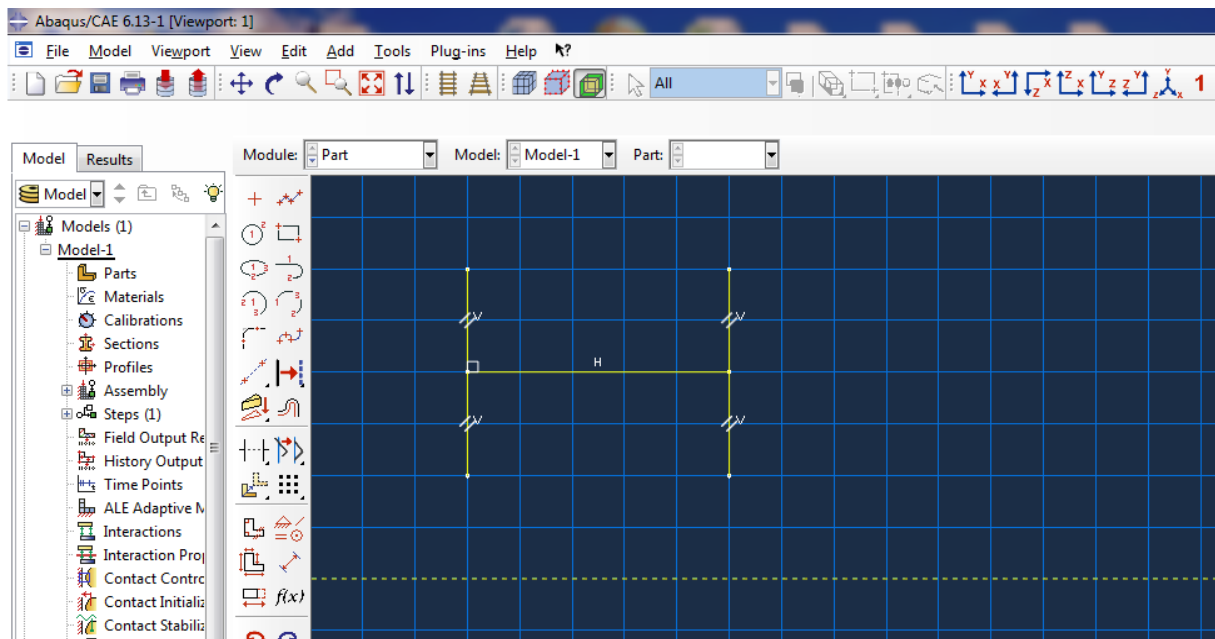 Abaqus/CAE 6.13-1 [Viewport: 1]
File Model Viewport View Edit Add Tools Plug-ins Help
All
1
Model Results
Module: Part Model: Model-1 Part:
Model
Models (1)
Model-1
Parts
Materials
Calibrations
Sections
Profiles
Assembly
Steps (1)
Field Output Re
History Output
Time Points
ALE Adaptive M
Interactions
Interaction Prop
Contact Contro
Contact Initializ
Contact Stabiliz
f(x)
V
V
H
V
V